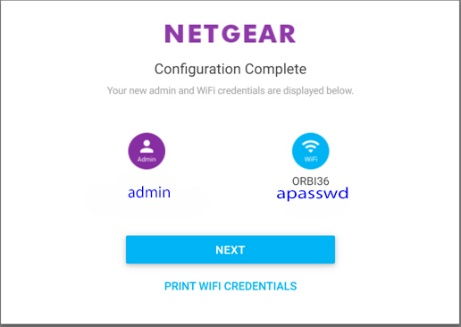 NETGEAR
Configuration Complete
Your new admin and WiFi credentials are displayed below.
Admin
WiFi
ORBI36
admin
apasswd
NEXT
PRINT WIFI CREDENTIALS